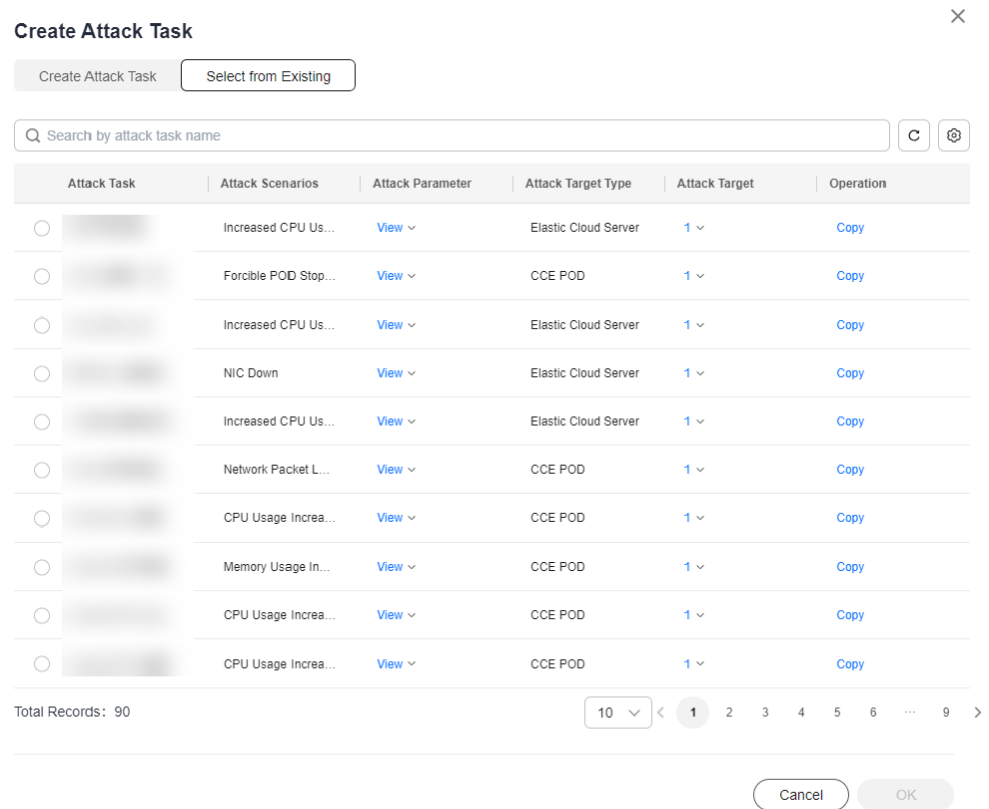 Create Attack Task
Create Attack Task Select from Existing
Search by attack task name
Attack Task Attack Scenarios Attack Parameter Attack Target Type Attack Target Operation
Increased CPU Us... View Elastic Cloud Server 1 Copy
Forcible POD Stop... View CCE POD 1 Copy
Increased CPU Us... View Elastic Cloud Server 1 Copy
NIC Down View Elastic Cloud Server 1 Copy
Increased CPU Us... View Elastic Cloud Server 1 Copy
Network Packet L... View CCE POD 1 Copy
CPU Usage Increa... View CCE POD 1 Copy
Memory Usage In... View CCE POD 1 Copy
CPU Usage Increa... View CCE POD 1 Copy
CPU Usage Increa... View CCE POD 1 Copy
Total Records: 90 10 < 1 2 3 4 5 6 ... 9 >
Cancel OK